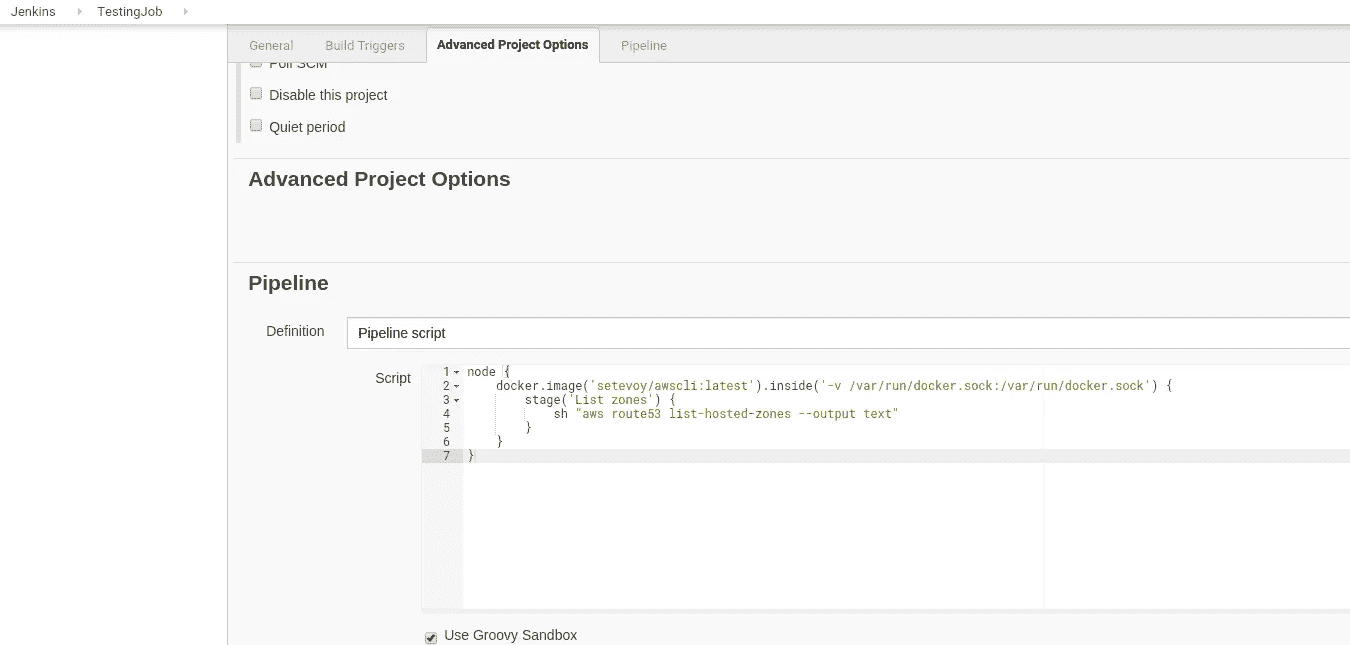 Jenkins TestingJob
General Build Triggers Advanced Project Options Pipeline
Poll SCM
Disable this project
Quiet period
Advanced Project Options
Pipeline
Definition Pipeline script
Script
1 node {
2     docker.image('setevoy/awscli:latest').inside('-v /var/run/docker.sock:/var/run/docker.sock') {
3         stage('List zones') {
4             sh "aws route53 list-hosted-zones --output text"
5         }
6     }
7 }
Use Groovy Sandbox